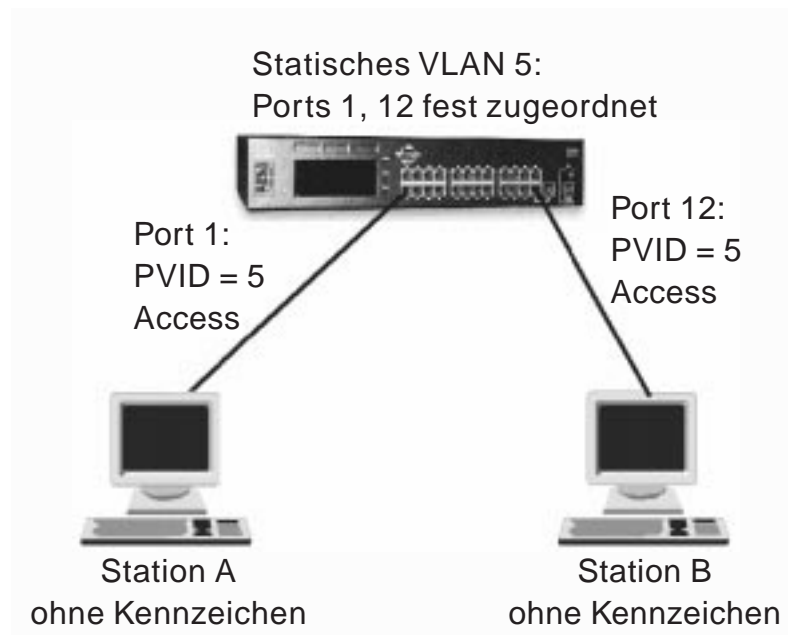 Statisches VLAN 5:
Ports 1, 12 fest zugeordnet
Port 1:
PVID = 5
Access
Port 12:
PVID = 5
Access
Station A
ohne Kennzeichen
Station B
ohne Kennzeichen